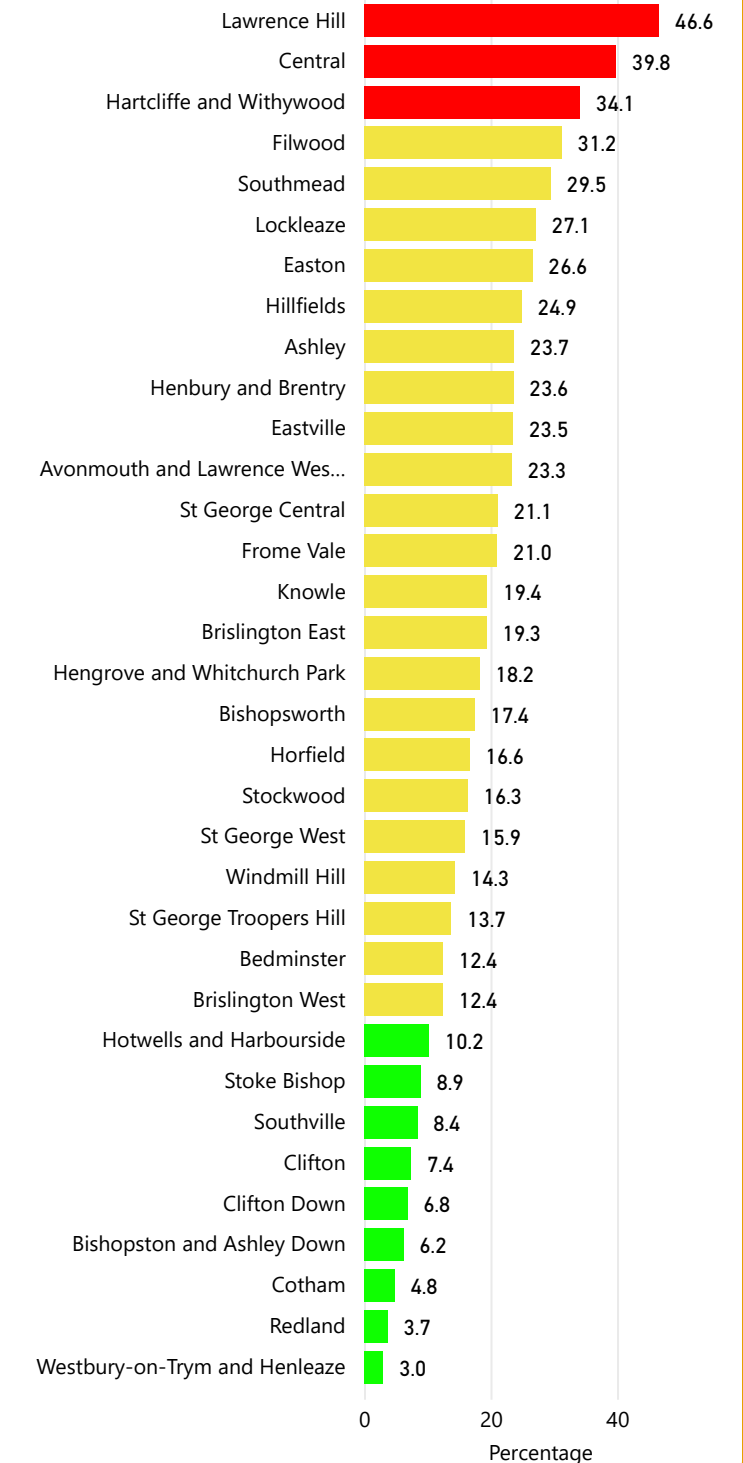 Lawrence Hill 46.6
Central 39.8
Hartcliffe and Withywood 34.1
Filwood 31.2
Southmead 29.5
Lockleaze 27.1
Easton 26.6
Hillfields 24.9
Ashley 23.7
Henbury and Brentry 23.6
Eastville 23.5
Avonmouth and Lawrence Wes... 23.3
St George Central 21.1
Frome Vale 21.0
Knowle 19.4
Brislington East 19.3
Hengrove and Whitchurch Park 18.2
Bishopsworth 17.4
Horfield 16.6
Stockwood 16.3
St George West 15.9
Windmill Hill 14.3
St George Troopers Hill 13.7
Bedminster 12.4
Brislington West 12.4
Hotwells and Harbourside 10.2
Stoke Bishop 8.9
Southville 8.4
Clifton 7.4
Clifton Down 6.8
Bishopston and Ashley Down 6.2
Cotham 4.8
Redland 3.7
Westbury-on-Trym and Henleaze 3.0
0 20 40
Percentage